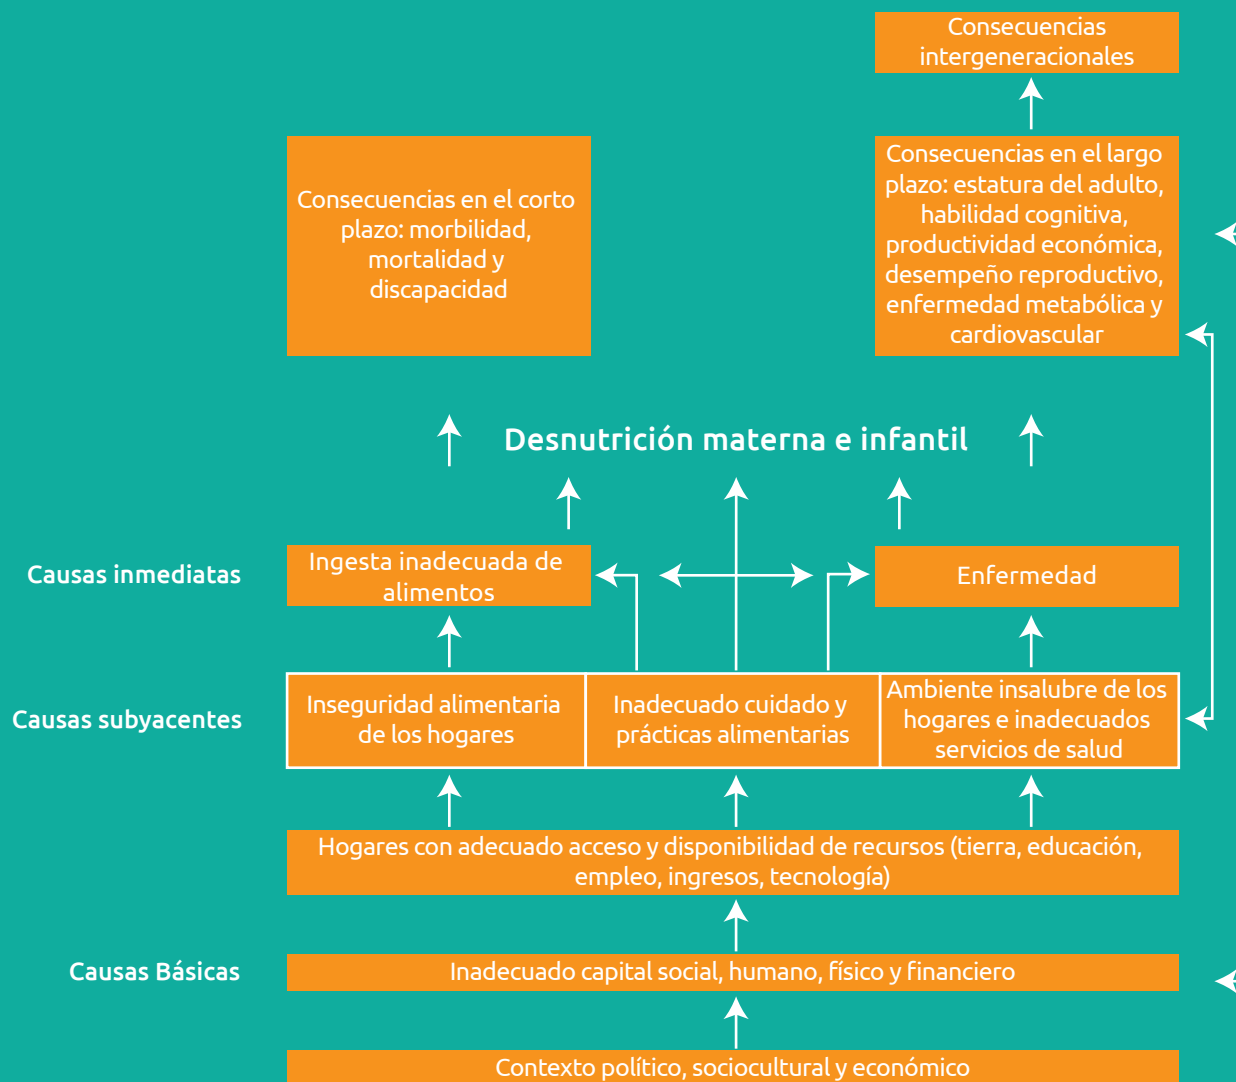 Consecuencias
intergeneracionales
Consecuencias en el corto
plazo: morbilidad,
mortalidad y
discapacidad
Consecuencias en el largo
plazo: estatura del adulto,
habilidad cognitiva,
productividad económica,
desempeño reproductivo,
enfermedad metabólica y
cardiovascular
Desnutrición materna e infantil
Causas inmediatas
Ingesta inadecuada de
alimentos
Enfermedad
Causas subyacentes
Inseguridad alimentaria
de los hogares
Inadecuado cuidado y
prácticas alimentarias
Ambiente insalubre de los
hogares e inadecuados
servicios de salud
Hogares con adecuado acceso y disponibilidad de recursos (tierra, educación,
empleo, ingresos, tecnología)
Causas Básicas
Inadecuado capital social, humano, físico y financiero
Contexto político, sociocultural y económico